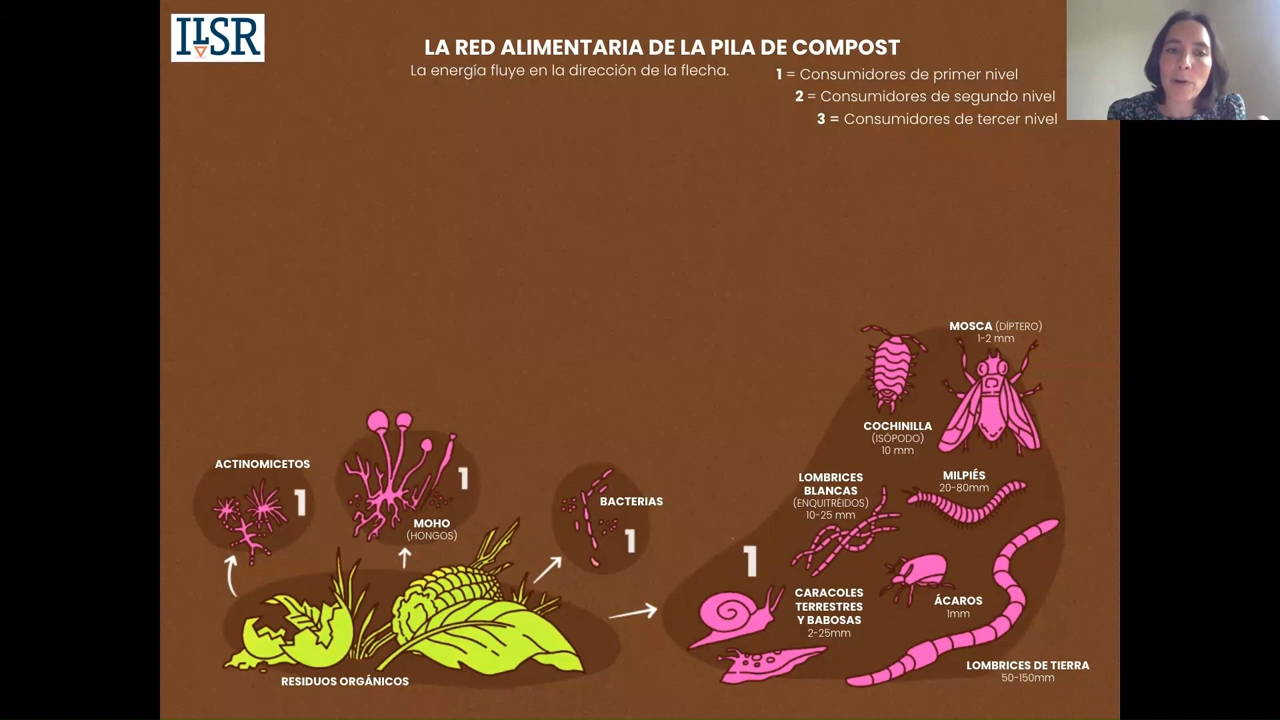 ILSR
LA RED ALIMENTARIA DE LA PILA DE COMPOST
La energía fluye en la dirección de la flecha.
1 = Consumidores de primer nivel
2 = Consumidores de segundo nivel
3 = Consumidores de tercer nivel
MOSCA (DÍPTERO)
1-2 mm
COCHINILLA
(ISÓPODO)
10 mm
ACTINOMICETOS
1
1
MOHO
(HONGOS)
BACTERIAS
1
LOMBRICES
BLANCAS
(ENQUITRÉIDOS)
10-25 mm
MILPIÉS
20-80mm
1
CARACOLES
TERRESTRES
Y BABOSAS
2-25mm
ÁCAROS
1mm
LOMBRICES DE TIERRA
50-150mm
RESIDUOS ORGÁNICOS